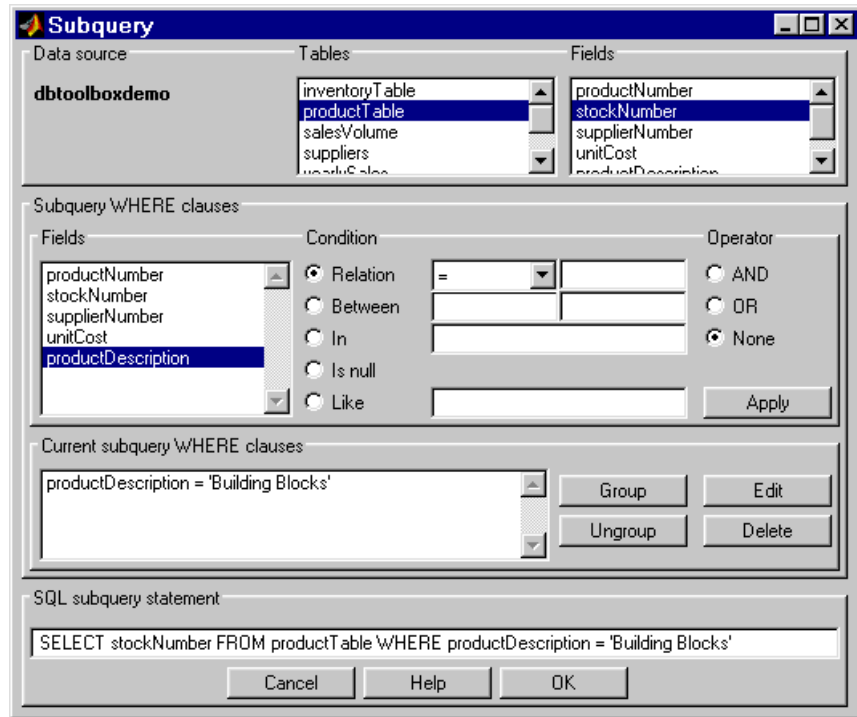 Subquery
Data source
Tables
Fields
dbtoolboxdemo
inventoryTable
productTable
salesVolume
suppliers
yearlySales
productNumber
stockNumber
supplierNumber
unitCost
productDescription
Subquery WHERE clauses
Fields
Condition
Operator
productNumber
stockNumber
supplierNumber
unitCost
productDescription
Relation
=
Between
In
Is null
Like
AND
OR
None
Apply
Current subquery WHERE clauses
productDescription = 'Building Blocks'
Group
Edit
Ungroup
Delete
SQL subquery statement
SELECT stockNumber FROM productTable WHERE productDescription = 'Building Blocks'
Cancel
Help
OK